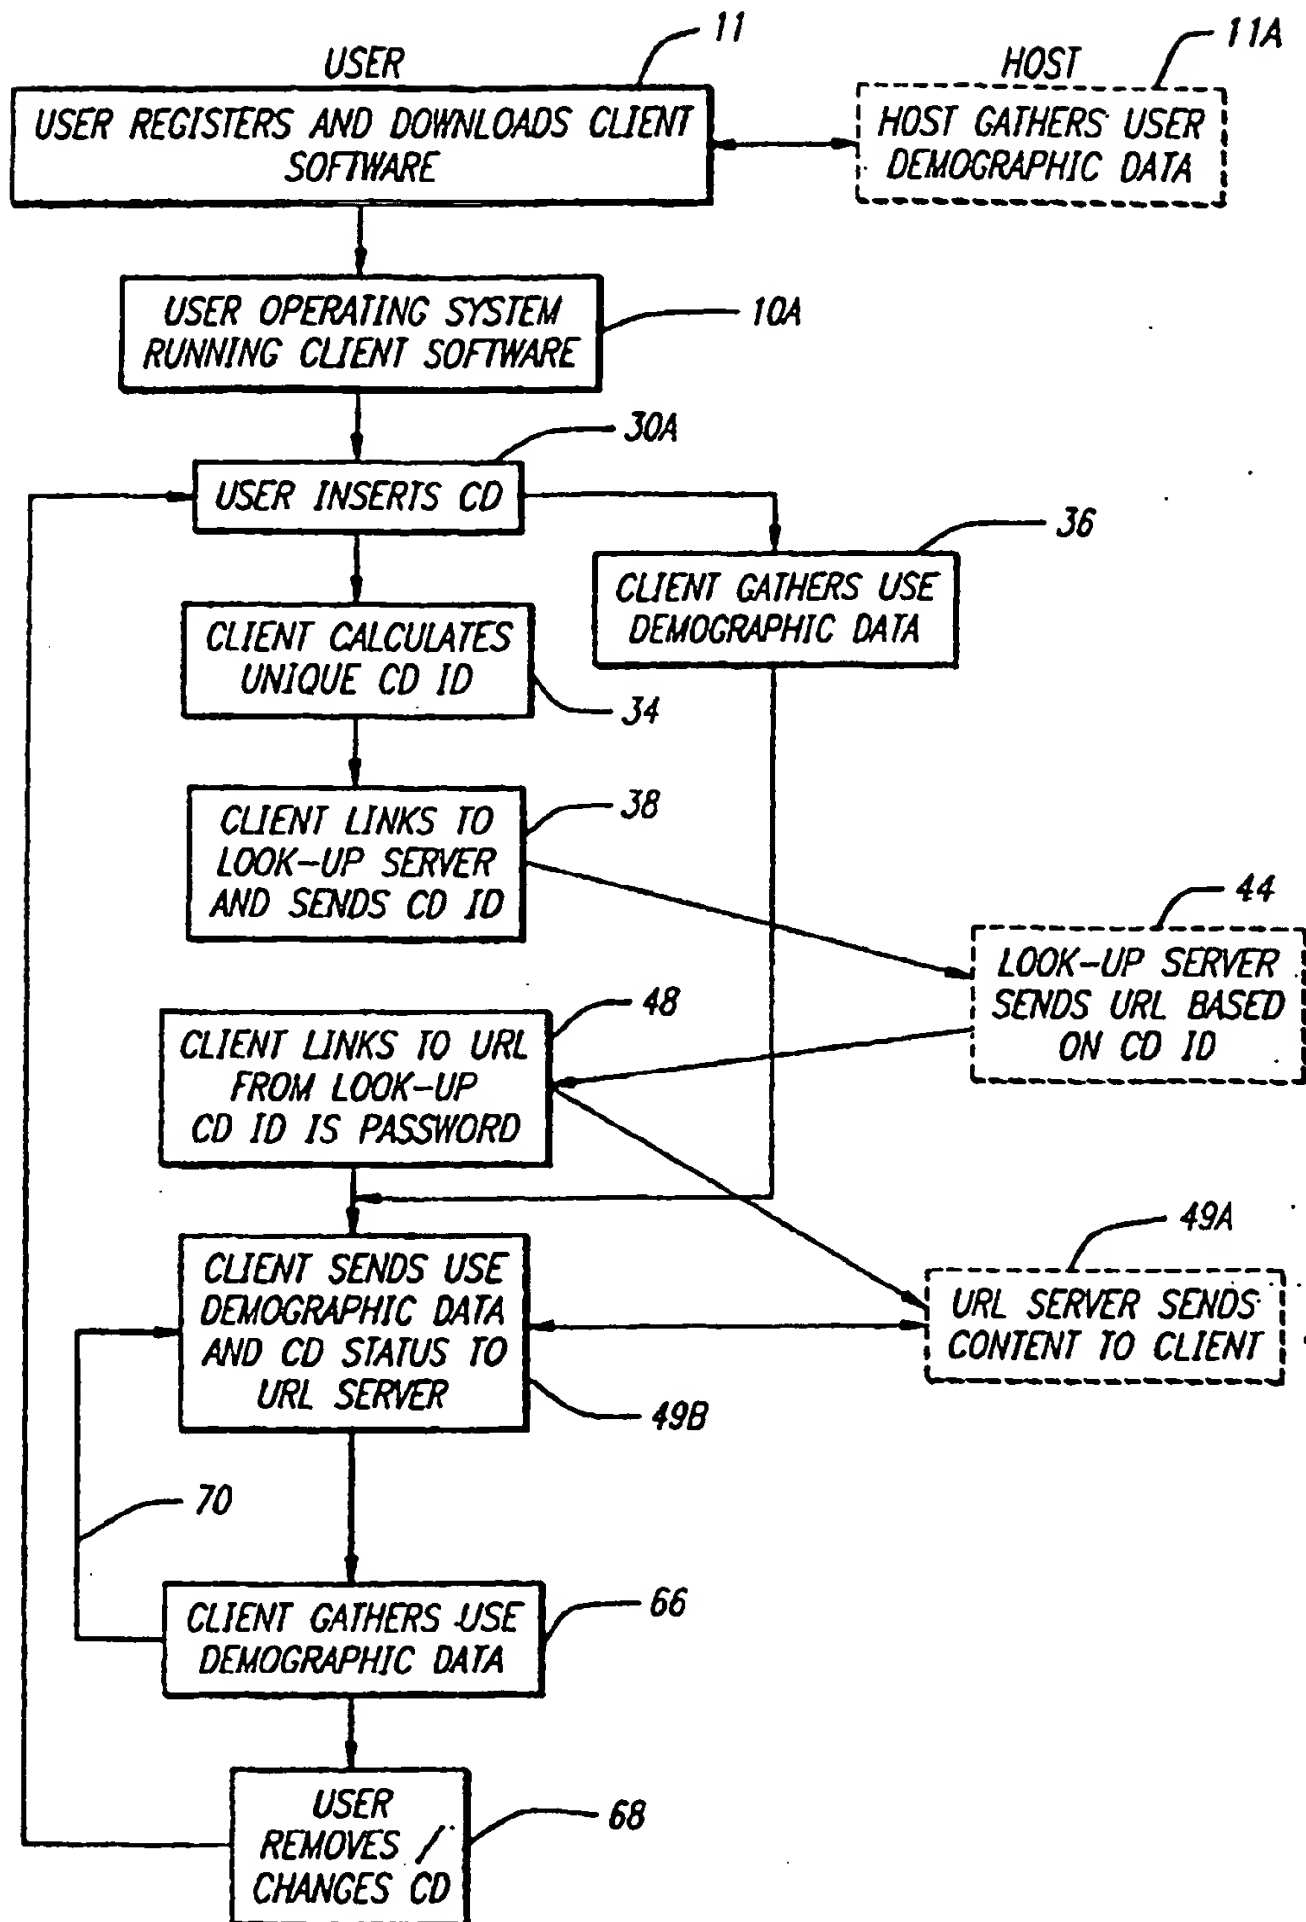 11
11A
USER
HOST
USER REGISTERS AND DOWNLOADS CLIENT
SOFTWARE
HOST GATHERS USER
DEMOGRAPHIC DATA
USER OPERATING SYSTEM
RUNNING CLIENT SOFTWARE
10A
30A
USER INSERTS CD
36
CLIENT GATHERS USE
DEMOGRAPHIC DATA
CLIENT CALCULATES
UNIQUE CD ID
34
CLIENT LINKS TO
LOOK-UP SERVER
AND SENDS CD ID
38
44
LOOK-UP SERVER
SENDS URL BASED
ON CD ID
48
CLIENT LINKS TO URL
FROM LOOK-UP
CD ID IS PASSWORD
49A
URL SERVER SENDS
CONTENT TO CLIENT
CLIENT SENDS USE
DEMOGRAPHIC DATA
AND CD STATUS TO
URL SERVER
49B
70
CLIENT GATHERS USE
DEMOGRAPHIC DATA
66
USER
REMOVES /
CHANGES CD
68